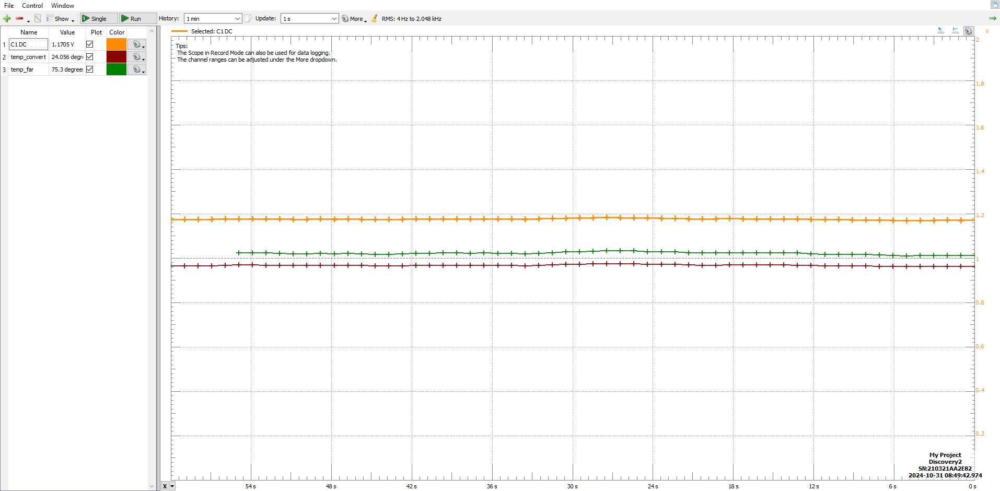 File Control Window
Show Single Run History: 1 min Update: 1 s More RMS: 4 Hz to 2.048 kHz
Name Value Plot Color
1 C1 DC 1.1705 V
2 temp_convert 24.056 degr
3 temp_far 75.3 degree
Selected: C1 DC
V
Tips:
The Scope in Record Mode can also be used for data logging.
The channel ranges can be adjusted under the More dropdown.
2
1.8
1.6
1.4
1.2
1
0.8
0.6
0.4
0.2
My Project
Discovery2
SN:210321AA2E82
2024-10-31 08:49:42.974
X 54 s 48 s 42 s 36 s 30 s 24 s 18 s 12 s 6 s 0 s